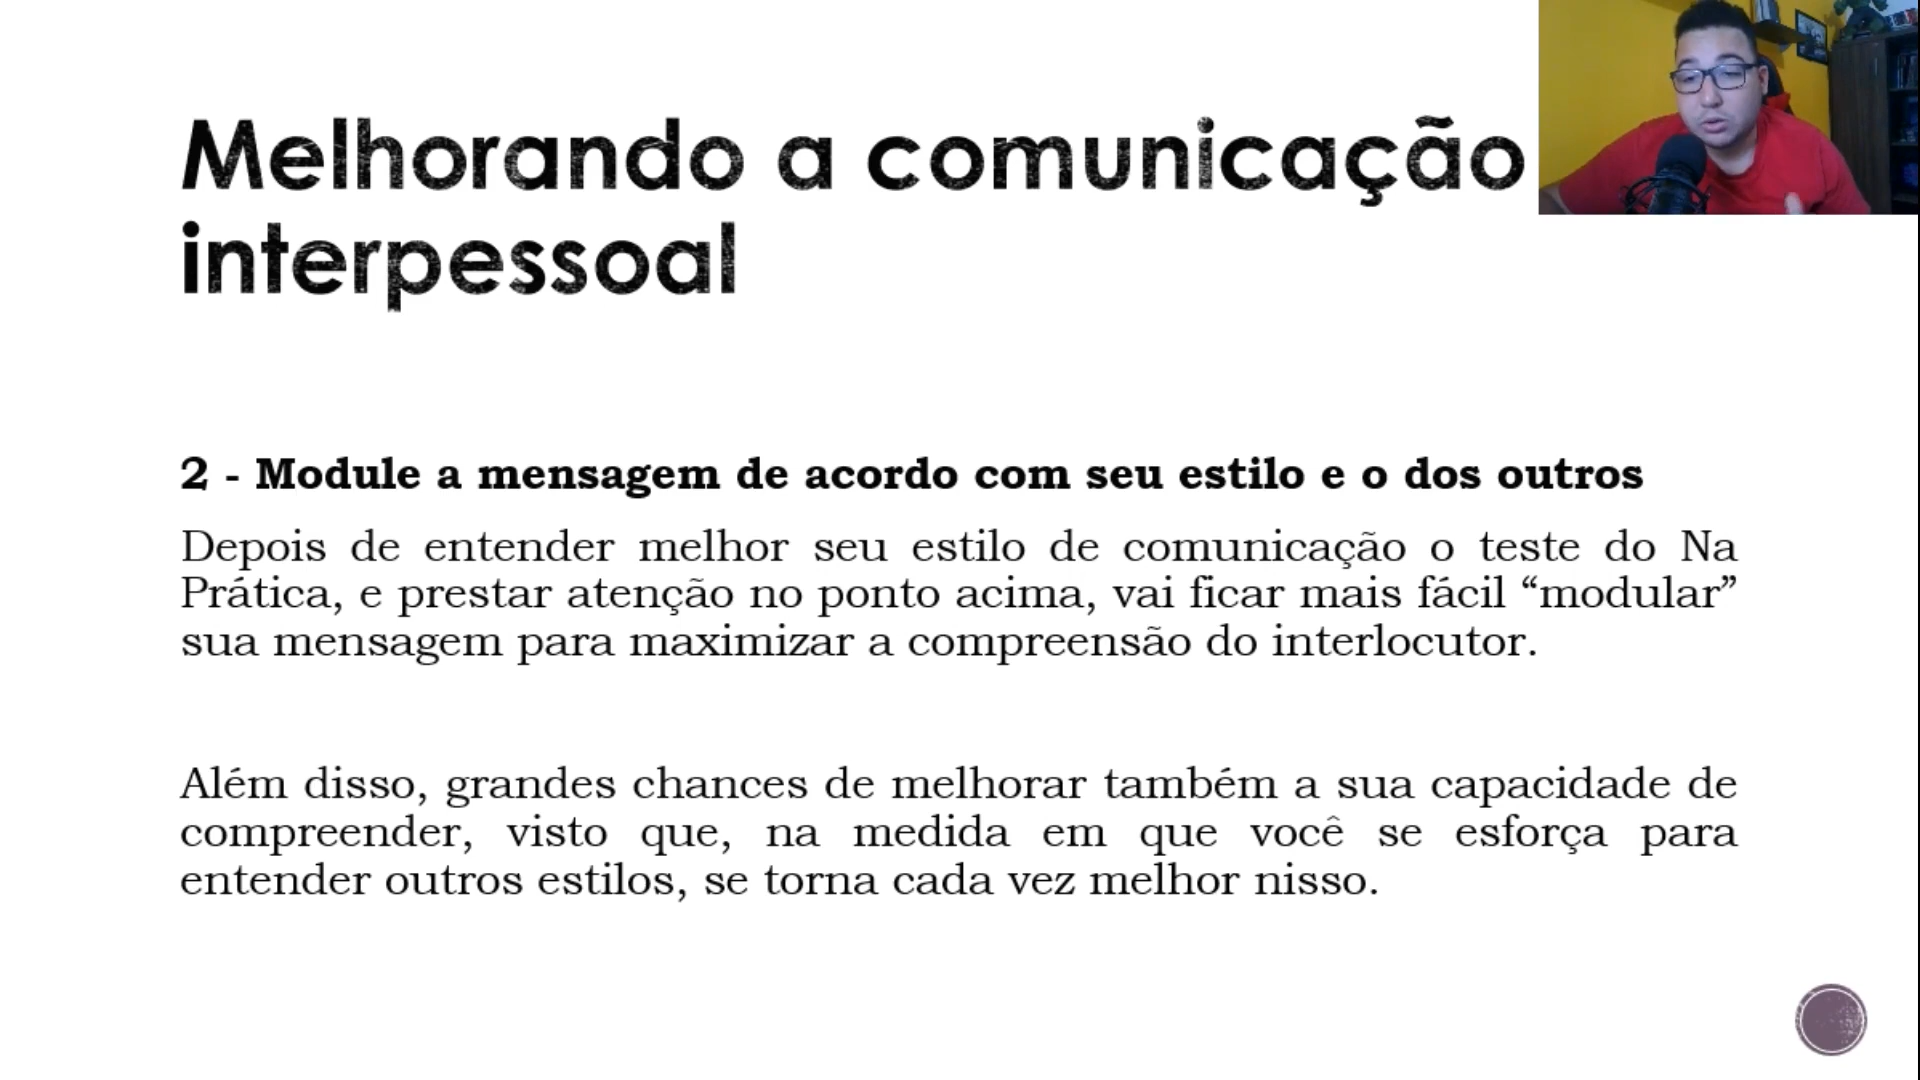 Melhorando a comunicação
interpessoal
2 - Module a mensagem de acordo com seu estilo e o dos outros
Depois de entender melhor seu estilo de comunicação o teste do Na
Prática, e prestar atenção no ponto acima, vai ficar mais fácil “modular”
sua mensagem para maximizar a compreensão do interlocutor.
Além disso, grandes chances de melhorar também a sua capacidade de
compreender, visto que, na medida em que você se esforça para
entender outros estilos, se torna cada vez melhor nisso.